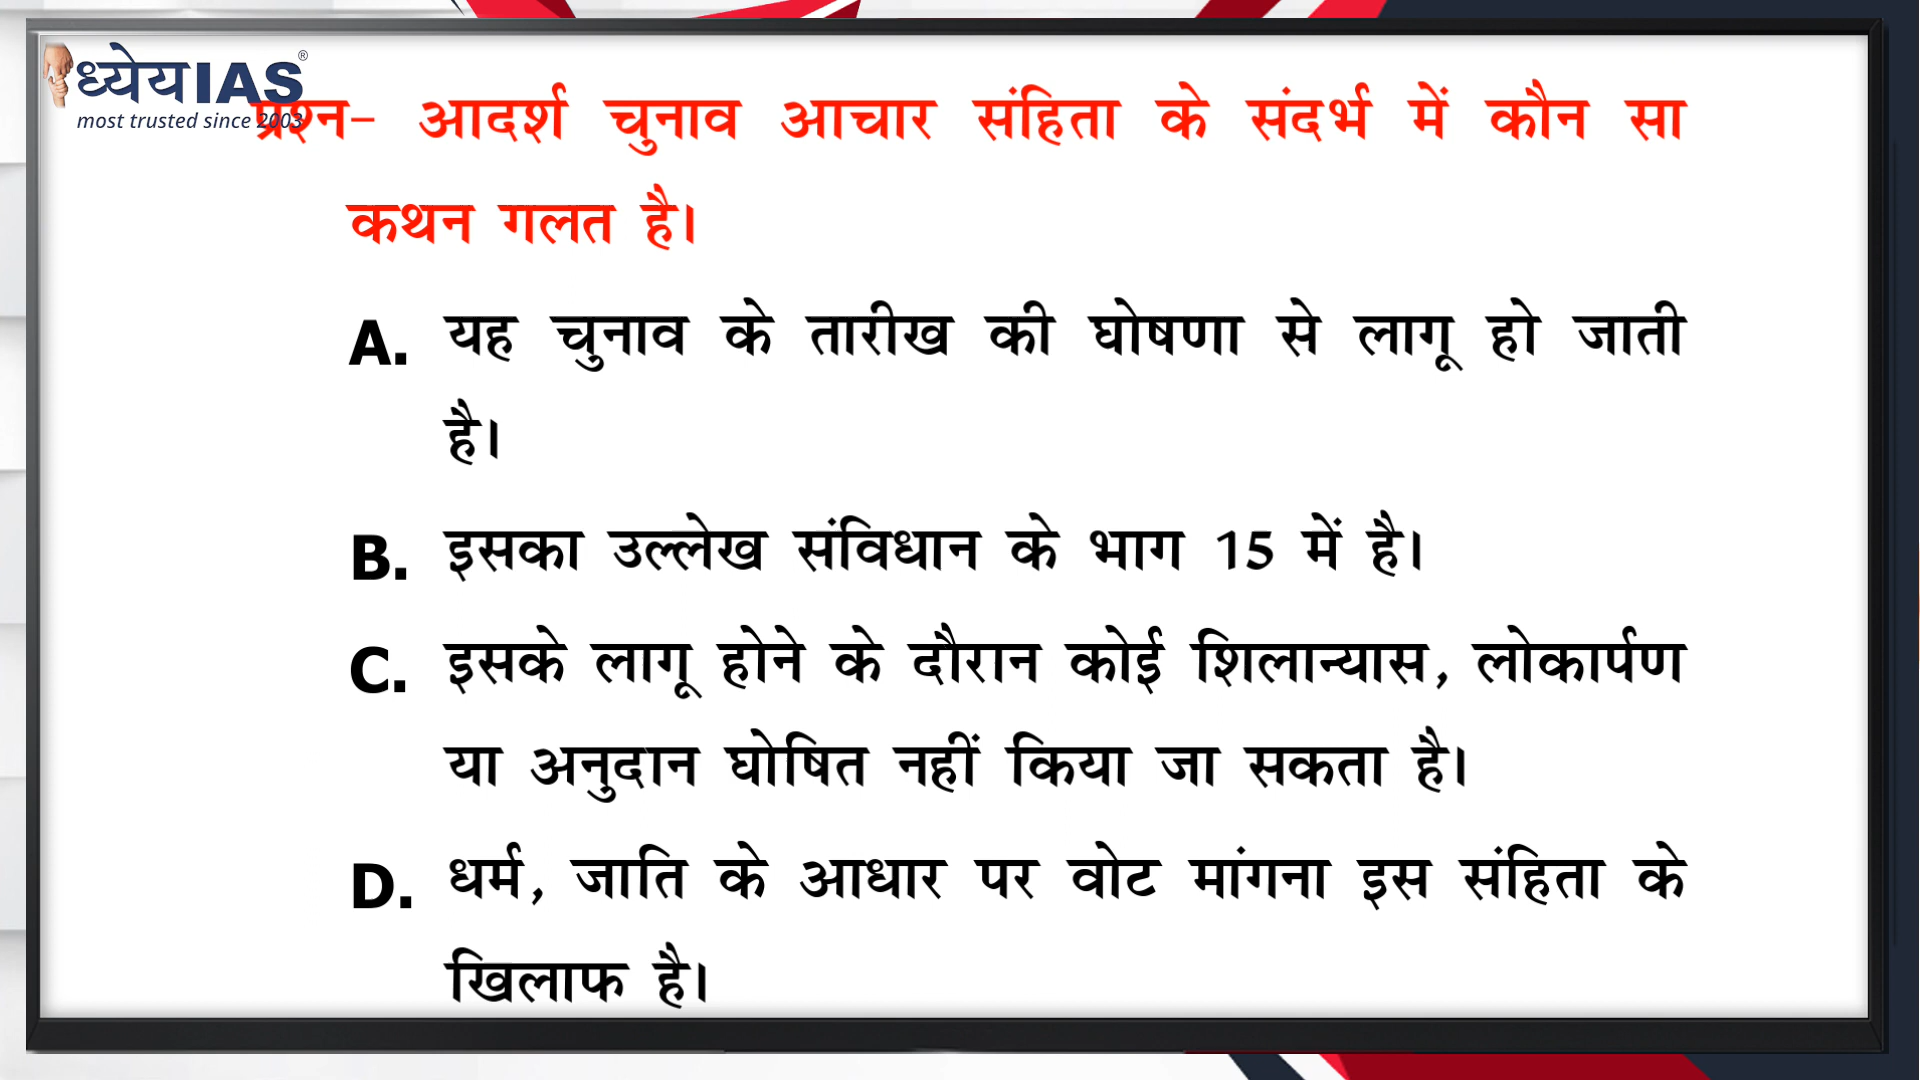 ध्येयIAS®
most trusted since 2003
प्रश्न- आदर्श चुनाव आचार संहिता के संदर्भ में कौन सा
कथन गलत है।
A. यह चुनाव के तारीख की घोषणा से लागू हो जाती
है।
B. इसका उल्लेख संविधान के भाग 15 में है।
C. इसके लागू होने के दौरान कोई शिलान्यास, लोकार्पण
या अनुदान घोषित नहीं किया जा सकता है।
D. धर्म, जाति के आधार पर वोट मांगना इस संहिता के
खिलाफ है।